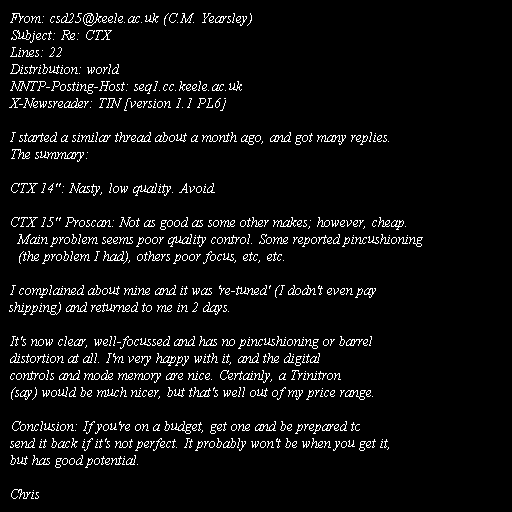 From: csd25@keele.ac.uk (C.M. Yearsley)
Subject: Re: CTX
Lines: 22
Distribution: world
NNTP-Posting-Host: seq1.cc.keele.ac.uk
X-Newsreader: TIN [version 1.1 PL6]

I started a similar thread about a month ago, and got many replies.
The summary:

CTX 14": Nasty, low quality. Avoid.

CTX 15" Proscan: Not as good as some other makes; however, cheap.
Main problem seems poor quality control. Some reported pincushioning
(the problem I had), others poor focus, etc, etc.

I complained about mine and it was 're-tuned' (I dodn't even pay
shipping) and returned to me in 2 days.

It's now clear, well-focussed and has no pincushioning or barrel
distortion at all. I'm very happy with it, and the digital
controls and mode memory are nice. Certainly, a Trinitron
(say) would be much nicer, but that's well out of my price range.

Conclusion: If you're on a budget, get one and be prepared to
send it back if it's not perfect. It probably won't be when you get it,
but has good potential.

Chris